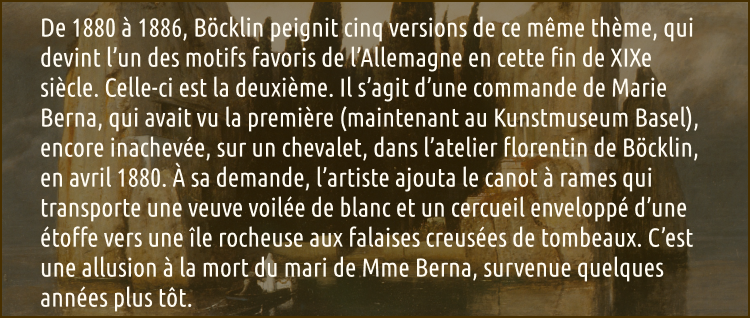 De 1880 à 1886, Böcklin peignit cinq versions de ce même thème, qui
devint l’un des motifs favoris de l’Allemagne en cette fin de XIXe
siècle. Celle-ci est la deuxième. Il s’agit d’une commande de Marie
Berna, qui avait vu la première (maintenant au Kunstmuseum Basel),
encore inachevée, sur un chevalet, dans l’atelier florentin de Böcklin,
en avril 1880. À sa demande, l’artiste ajouta le canot à rames qui
transporte une veuve voilée de blanc et un cercueil enveloppé d’une
étoffe vers une île rocheuse aux falaises creusées de tombeaux. C’est
une allusion à la mort du mari de Mme Berna, survenue quelques
années plus tôt.